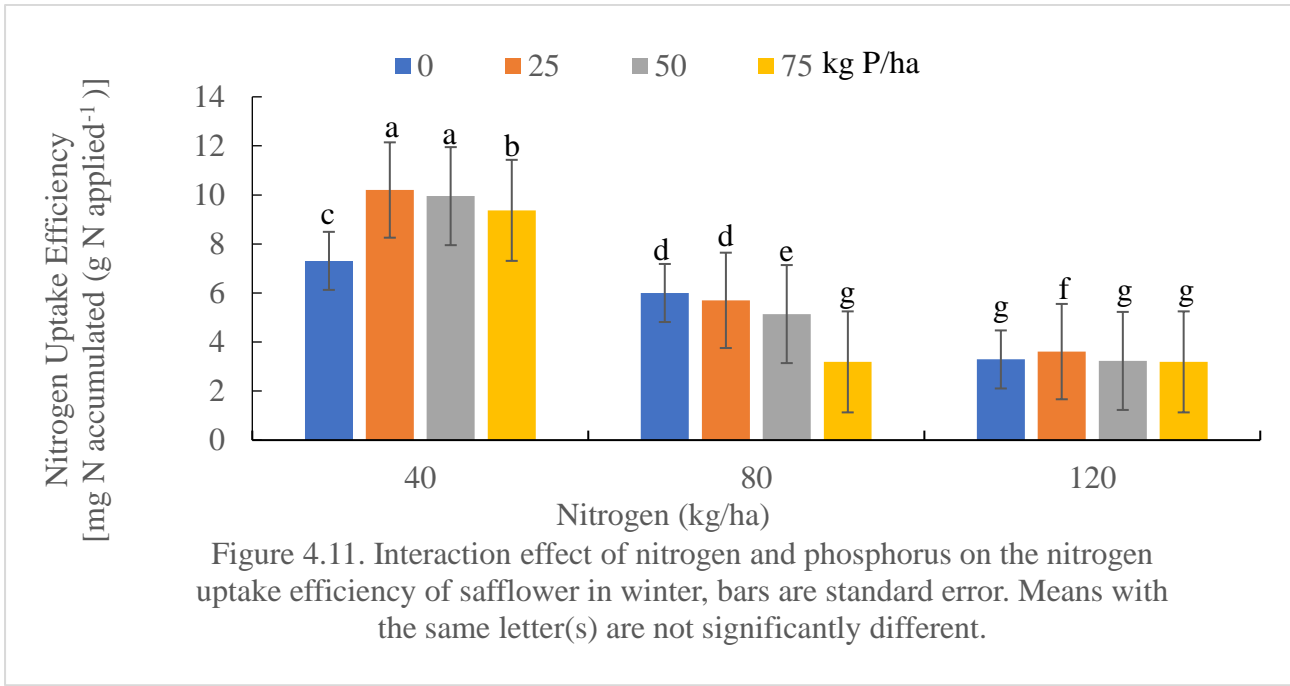 0 25 50 75 kg P/ha
Nitrogen Uptake Efficiency
[mg N accumulated (g N applied⁻¹)]
14
12
10
8
6
4
2
0
c a a b
d d e g
g f g g
40 80 120
Nitrogen (kg/ha)
Figure 4.11. Interaction effect of nitrogen and phosphorus on the nitrogen
uptake efficiency of safflower in winter, bars are standard error. Means with
the same letter(s) are not significantly different.